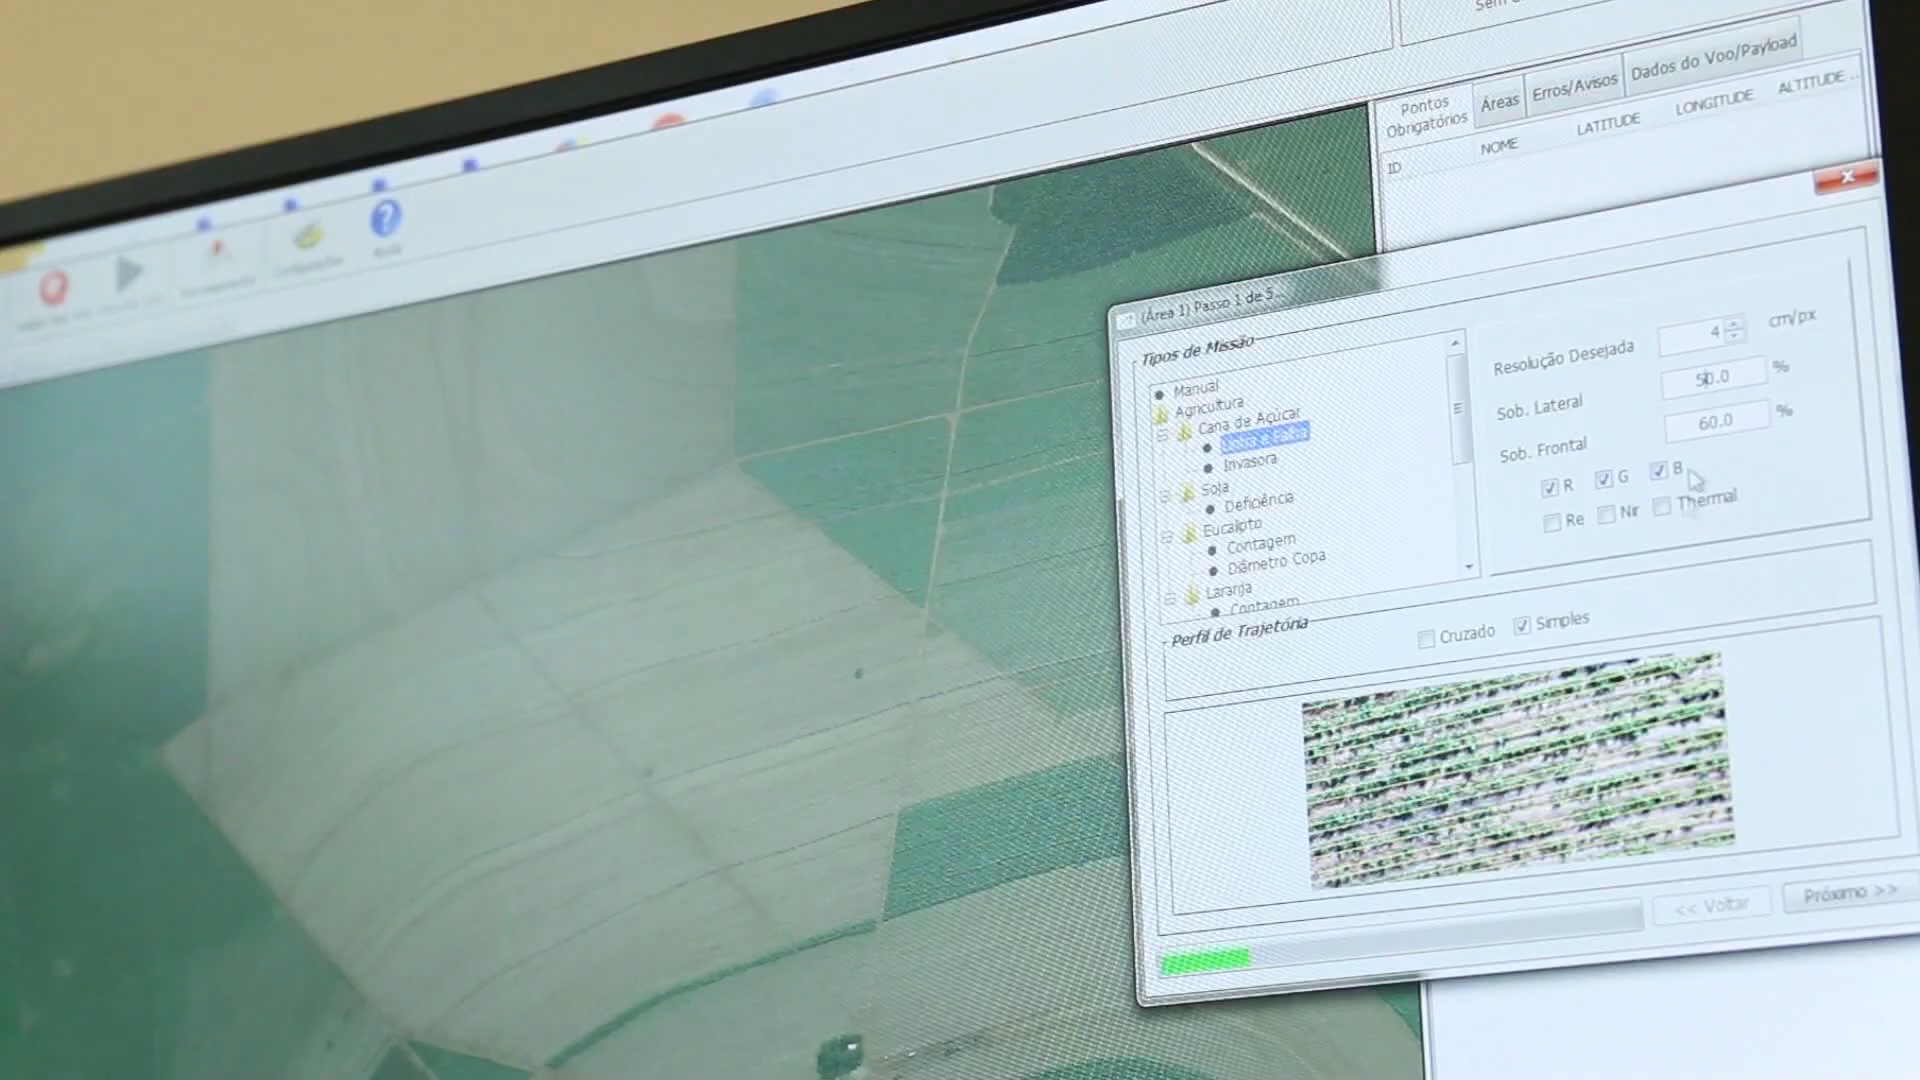 Sem
Pontos Obrigatórios Áreas Erros/Avisos Dados do Voo/Payload
ID NOME LATITUDE LONGITUDE ALTITUDE ..
(Área 1) Passo 1 de 5...
Tipos de Missão
Manual
Agricultura
Cana de Açúcar
Invasora
Soja
Deficiência
Eucalipto
Contagem
Diâmetro Copa
Laranja
Contagem
Resolução Desejada 4 cm/px
Sob. Lateral 50.0 %
Sob. Frontal 60.0 %
R G B
Re Nir Thermal
Perfil de Trajetória
Cruzado Simples
<< Voltar Próximo >>